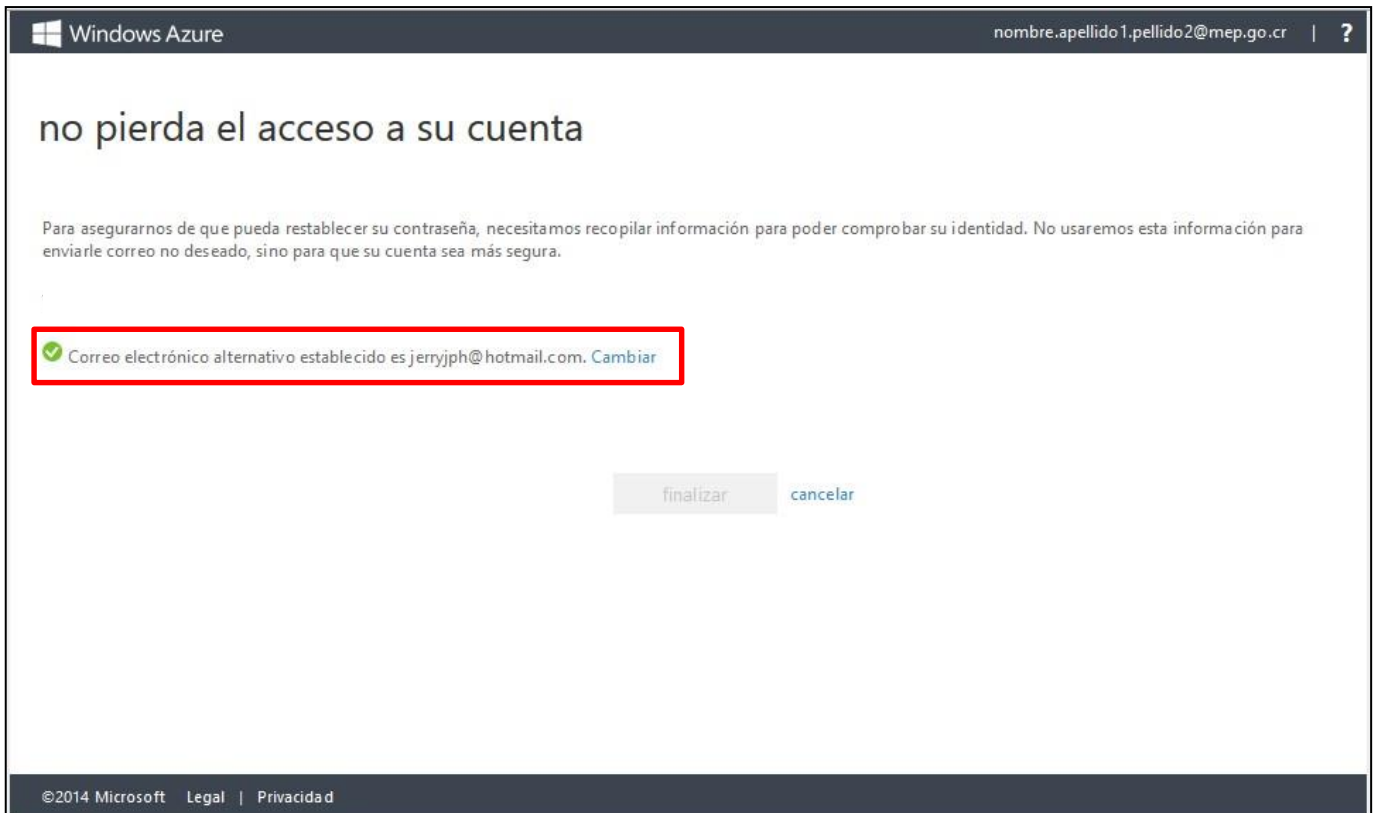 Windows Azure
nombre.apellido1.pellido2@mep.go.cr | ?
no pierda el acceso a su cuenta
Para asegurarnos de que pueda restablecer su contraseña, necesitamos recopilar información para poder comprobar su identidad. No usaremos esta información para
enviarle correo no deseado, sino para que su cuenta sea más segura.
Correo electrónico alternativo establecido es jerryjph@hotmail.com. Cambiar
finalizar cancelar
©2014 Microsoft Legal | Privacidad